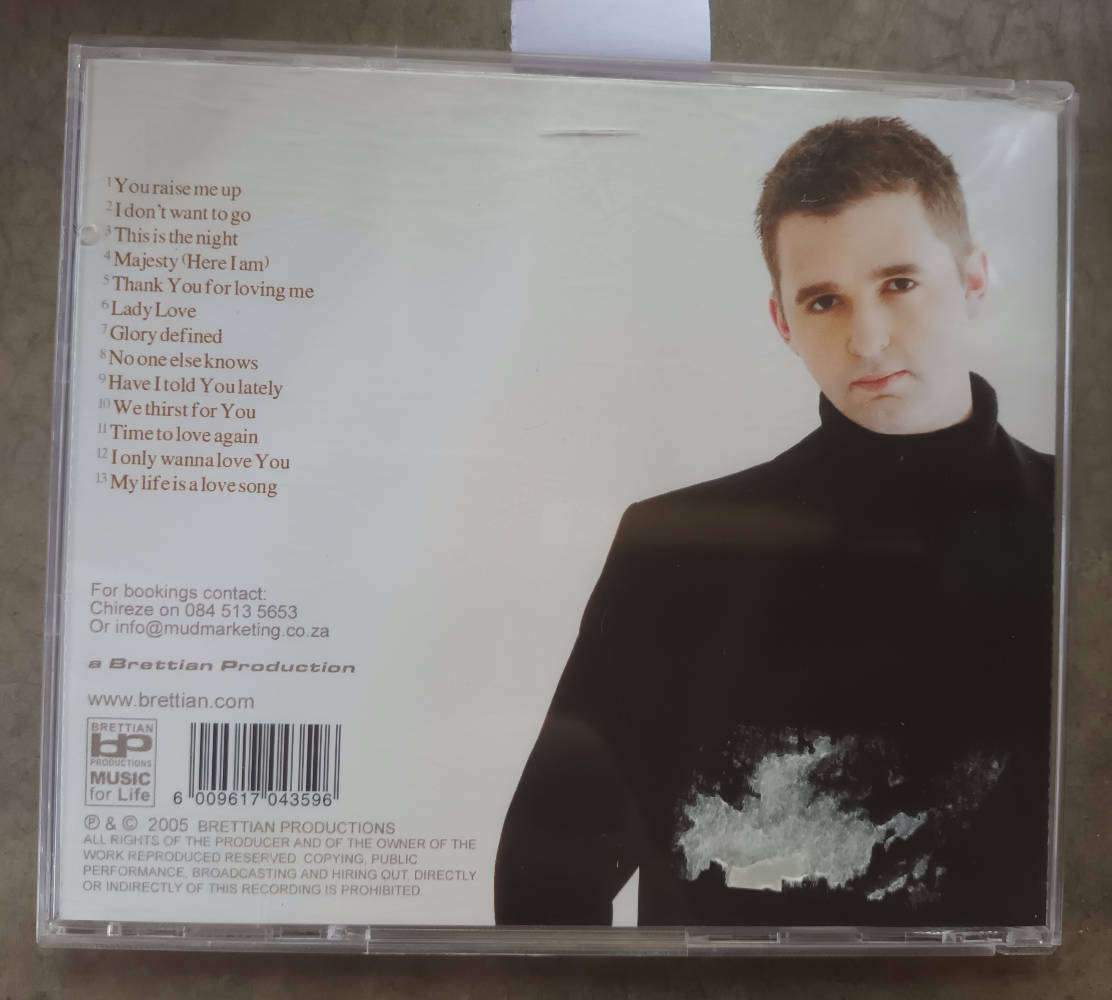 1 You raise me up
2 I don't want to go
3 This is the night
4 Majesty (Here I am)
5 Thank You for loving me
6 Lady Love
7 Glory defined
8 No one else knows
9 Have I told You lately
10 We thirst for You
11 Time to love again
12 I only wanna love You
13 My life is a love song
For bookings contact:
Chireze on 084 513 5653
Or info@mudmarketing.co.za
a Brettian Production
www.brettian.com
BRETTIAN
bp
PRODUCTIONS
MUSIC
for Life
6 009617 043596
℗ & © 2005 BRETTIAN PRODUCTIONS
ALL RIGHTS OF THE PRODUCER AND OF THE OWNER OF THE
WORK REPRODUCED RESERVED. COPYING, PUBLIC
PERFORMANCE, BROADCASTING AND HIRING OUT, DIRECTLY
OR INDIRECTLY OF THIS RECORDING IS PROHIBITED